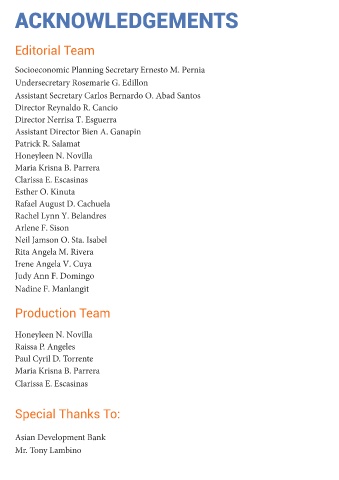 ACKNOWLEDGEMENTS
Editorial Team
Socioeconomic Planning Secretary Ernesto M. Pernia
Undersecretary Rosemarie G. Edillon
Assistant Secretary Carlos Bernardo O. Abad Santos
Director Reynaldo R. Cancio
Director Nerrisa T. Esguerra
Assistant Director Bien A. Ganapin
Patrick R. Salamat
Honeyleen N. Novilla
Maria Krisna B. Parrera
Clarissa E. Escasinas
Esther O. Kinuta
Rafael August D. Cachuela
Rachel Lynn Y. Belandres
Arlene F. Sison
Neil Jamson O. Sta. Isabel
Rita Angela M. Rivera
Irene Angela V. Cuya
Judy Ann F. Domingo
Nadine F. Manlangit
Production Team
Honeyleen N. Novilla
Raissa P. Angeles
Paul Cyril D. Torrente
Maria Krisna B. Parrera
Clarissa E. Escasinas
Special Thanks To:
Asian Development Bank
Mr. Tony Lambino